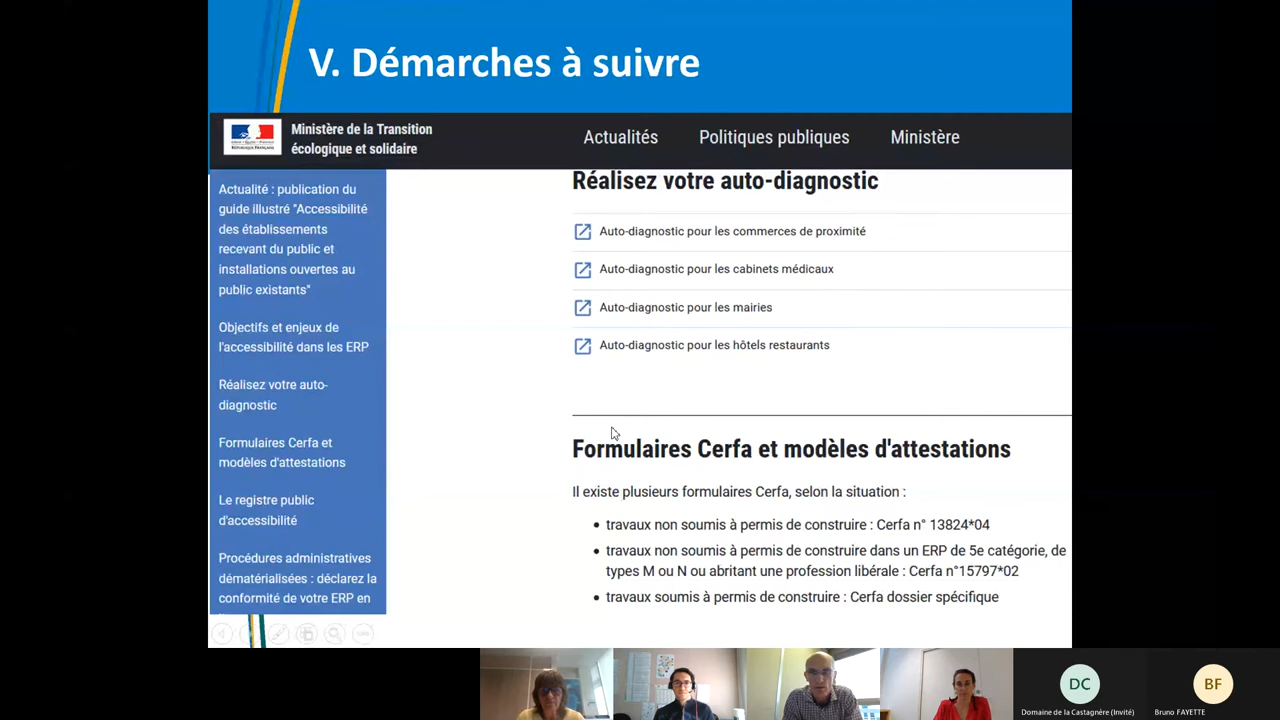 V. Démarches à suivre
Ministère de la Transition
écologique et solidaire
Actualités
Politiques publiques
Ministère
Actualité : publication du
guide illustré "Accessibilité
des établissements
recevant du public et
installations ouvertes au
public existants"
Objectifs et enjeux de
l'accessibilité dans les ERP
Réalisez votre auto-
diagnostic
Formulaires Cerfa et
modèles d'attestations
Le registre public
d'accessibilité
Procédures administratives
dématérialisées : déclarez la
conformité de votre ERP en
Réalisez votre auto-diagnostic
Auto-diagnostic pour les commerces de proximité
Auto-diagnostic pour les cabinets médicaux
Auto-diagnostic pour les mairies
Auto-diagnostic pour les hôtels restaurants
Formulaires Cerfa et modèles d'attestations
Il existe plusieurs formulaires Cerfa, selon la situation :
travaux non soumis à permis de construire : Cerfa n° 13824*04
travaux non soumis à permis de construire dans un ERP de 5e catégorie, de
types M ou N ou abritant une profession libérale : Cerfa n°15797*02
travaux soumis à permis de construire : Cerfa dossier spécifique
DC
Domaine de la Castagnère (Invité)
BF
Bruno FAYETTE